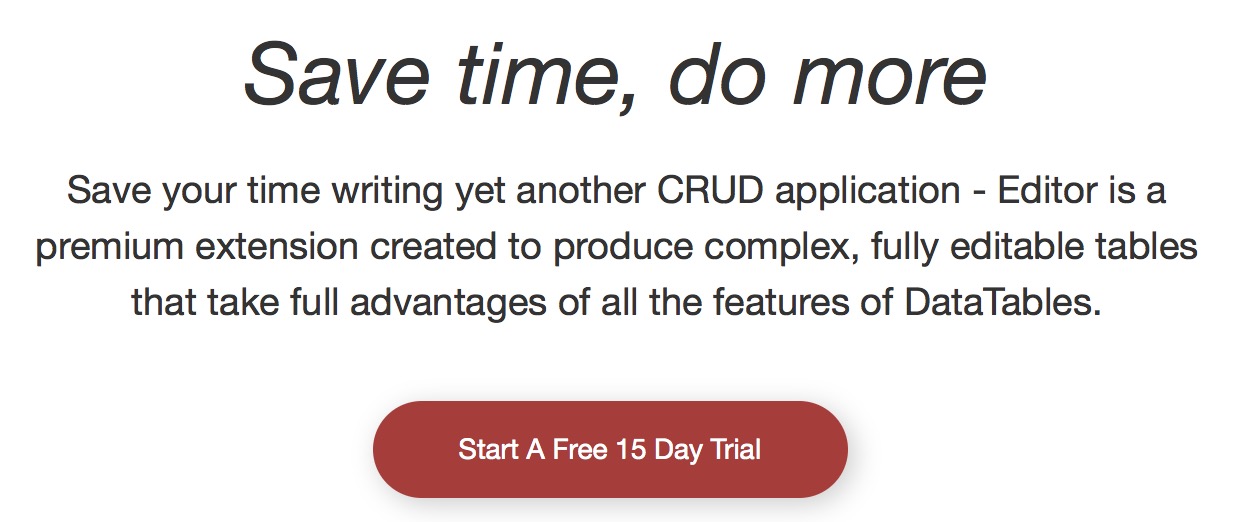 Save time, do more
Save your time writing yet another CRUD application - Editor is a
premium extension created to produce complex, fully editable tables
that take full advantages of all the features of DataTables.
Start A Free 15 Day Trial